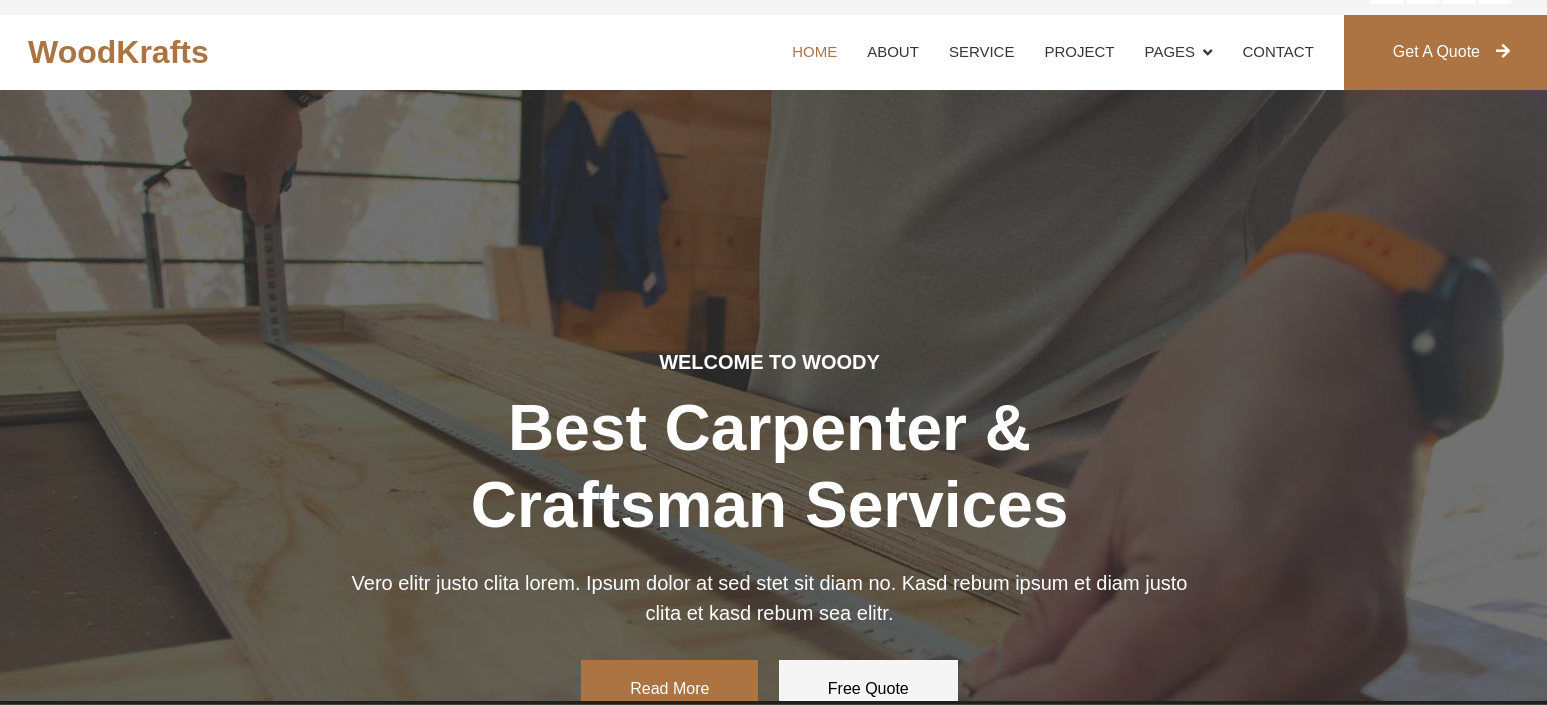 WoodKrafts
HOME ABOUT SERVICE PROJECT PAGES CONTACT Get A Quote
WELCOME TO WOODY
Best Carpenter &
Craftsman Services
Vero elitr justo clita lorem. Ipsum dolor at sed stet sit diam no. Kasd rebum ipsum et diam justo
clita et kasd rebum sea elitr.
Read More Free Quote